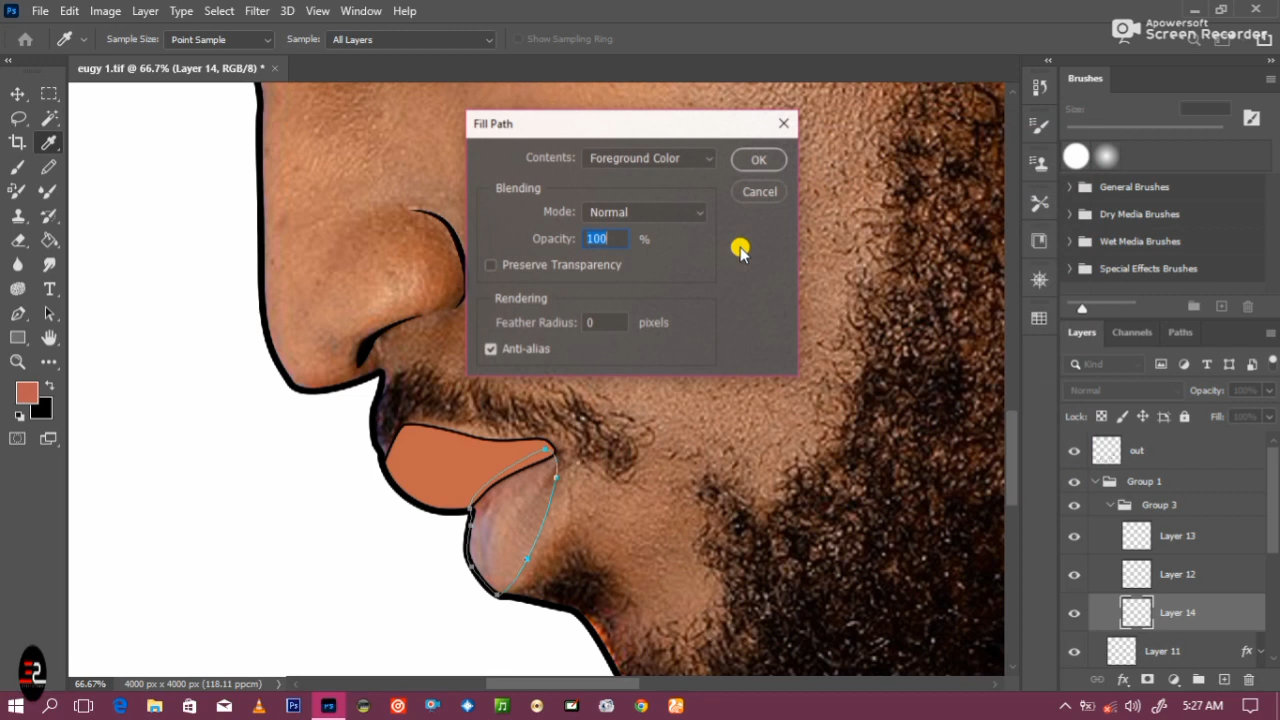 Ps File Edit Image Layer Type Select Filter 3D View Window Help
Apowersoft
Screen Recorder
Sample Size: Point Sample Sample: All Layers Show Sampling Ring
eugy 1.tif @ 66.7% (Layer 14, RGB/8) * ×
Brushes
Size:
General Brushes
Dry Media Brushes
Wet Media Brushes
Special Effects Brushes
Fill Path
Contents: Foreground Color
OK
Blending
Cancel
Mode: Normal
Opacity: 100 %
Preserve Transparency
Rendering
Feather Radius: 0 pixels
Anti-alias
Layers Channels Paths
Kind
Normal Opacity: 100%
Lock: Fill: 100%
out
Group 1
Group 3
Layer 13
Layer 12
Layer 14
Layer 11 fx
66.67% 4000 px x 4000 px (118.11 ppcm)
5:27 AM